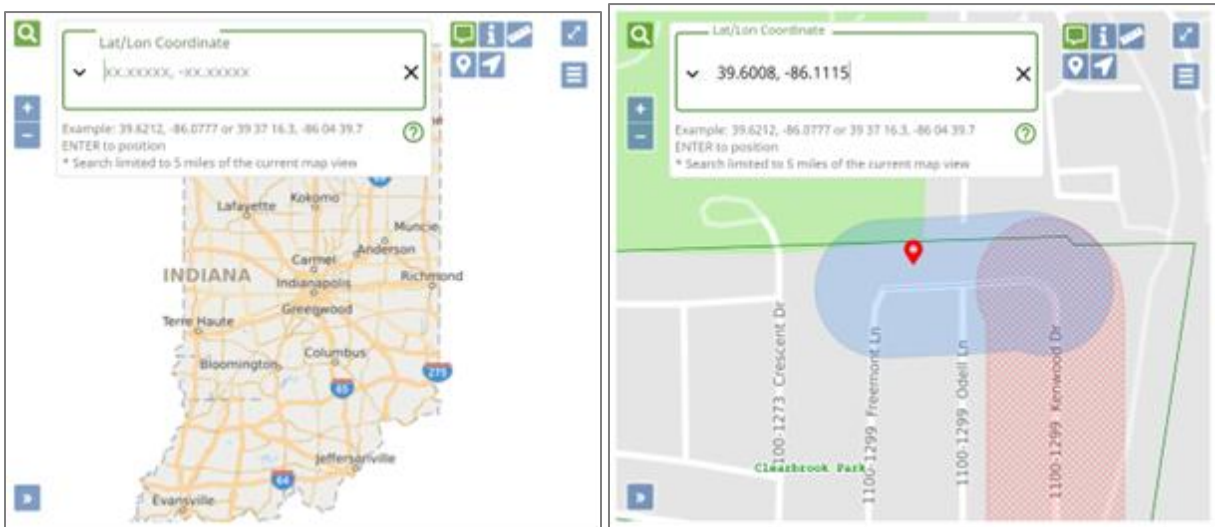 Lat/Lon Coordinate
xx.xxxxx, -xx.xxxxx
Example: 39.6212, -86.0777 or 39 37 16.3, -86 04 39.7
ENTER to position
* Search limited to 5 miles of the current map view
Kokomo
Lafayette
Muncie
Anderson
Carmel
INDIANA
Indianapolis
Richmond
Greenwood
Terre Haute
Columbus
Bloomington
275
65
Jeffersonville
64
Evansville
Lat/Lon Coordinate
39.6008, -86.1115
Example: 39.6212, -86.0777 or 39 37 16.3, -86 04 39.7
ENTER to position
* Search limited to 5 miles of the current map view
1100-1273 Crescent Dr
1100-1299 Freemont Ln
1100-1299 Odell Ln
1100-1299 Kenwood Dr
Clearbrook Park